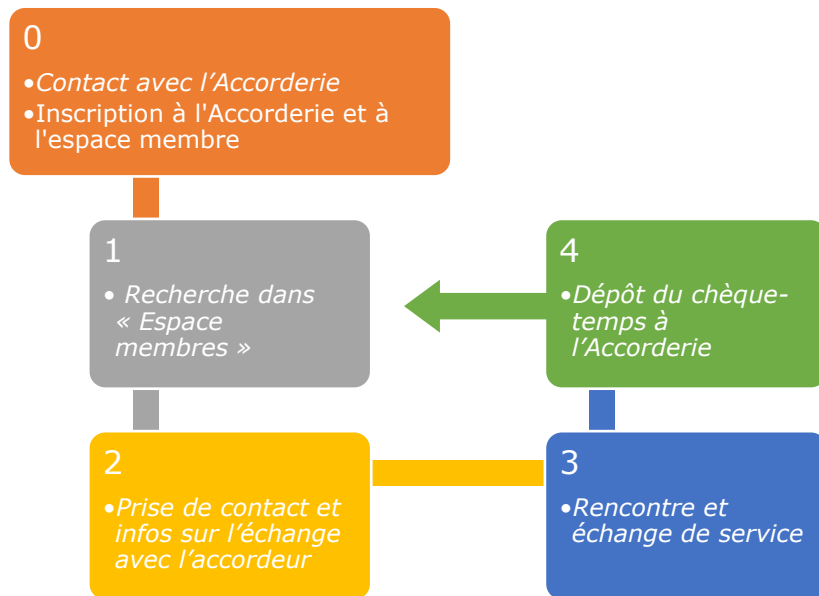 0
•Contact avec l’Accorderie
•Inscription à l'Accorderie et à
l'espace membre
1
• Recherche dans
« Espace
membres »
2
•Prise de contact et
infos sur l’échange
avec l’accordeur
3
•Rencontre et
échange de service
4
•Dépôt du chèque-
temps à
l’Accorderie